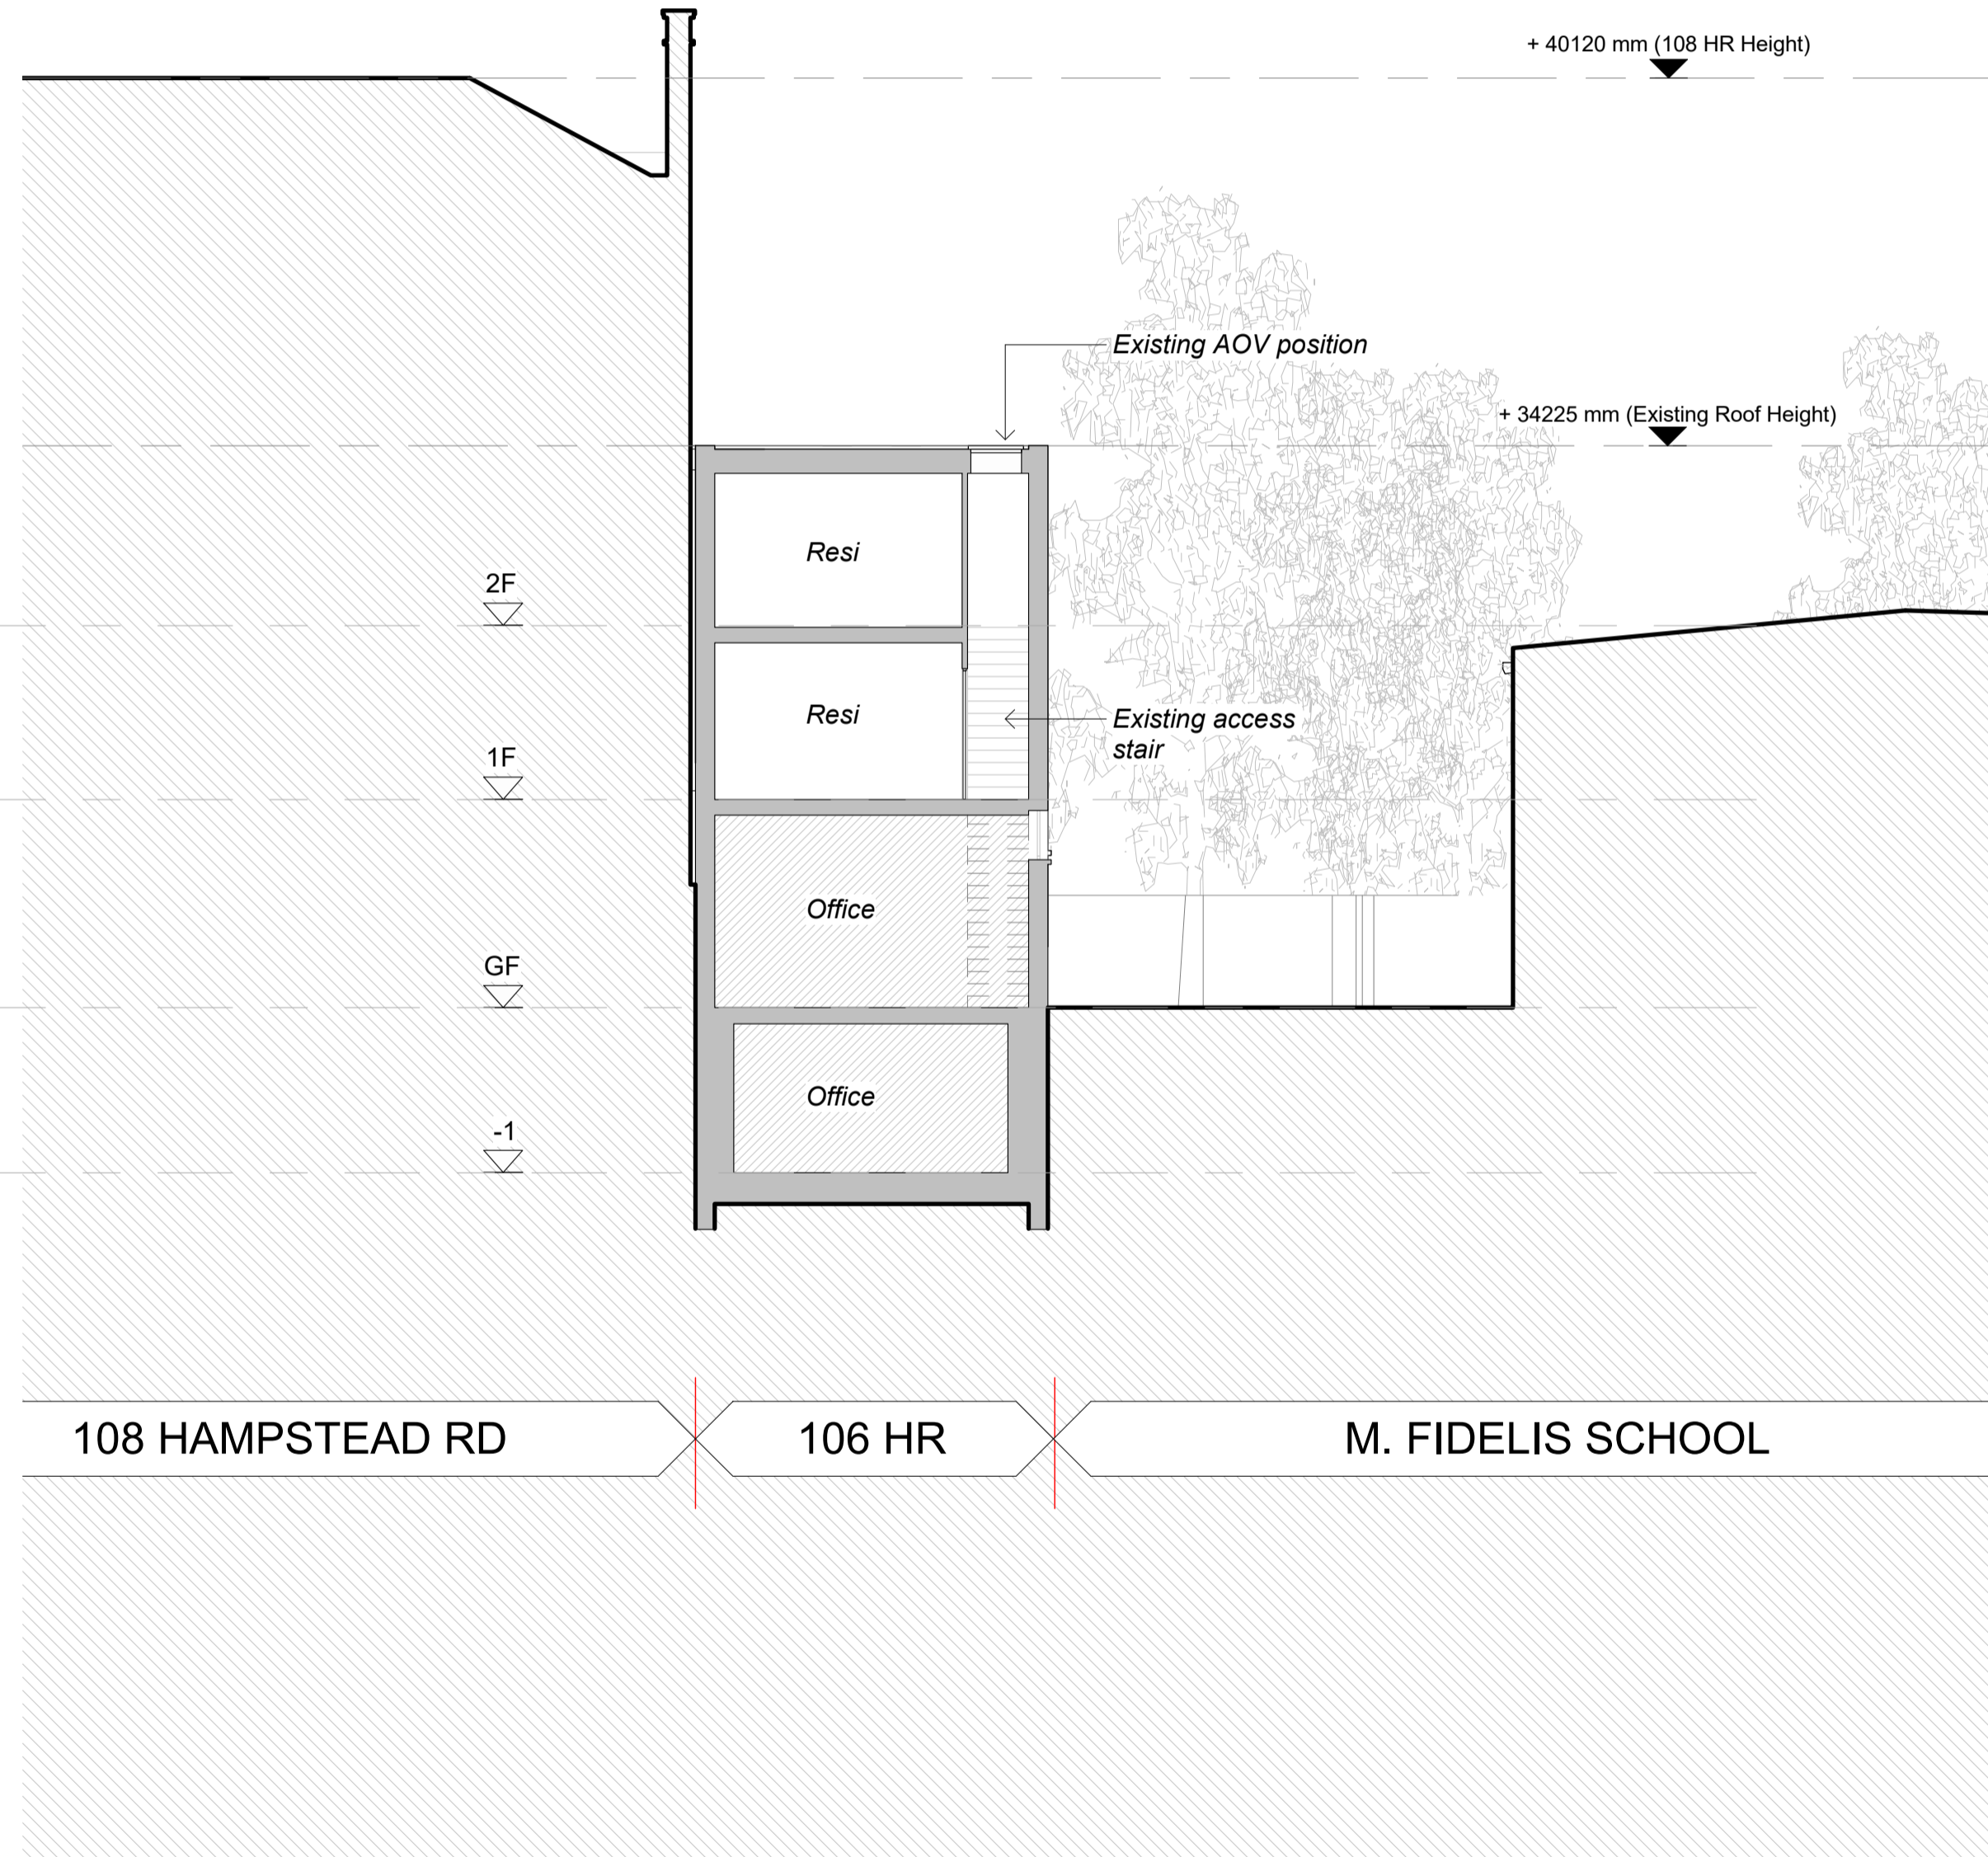 + 40120 mm (108 HR Height)
Existing AOV position
+ 34225 mm (Existing Roof Height)
Resi
2F
Resi
Existing access
stair
1F
Office
GF
Office
-1
108 HAMPSTEAD RD
106 HR
M. FIDELIS SCHOOL